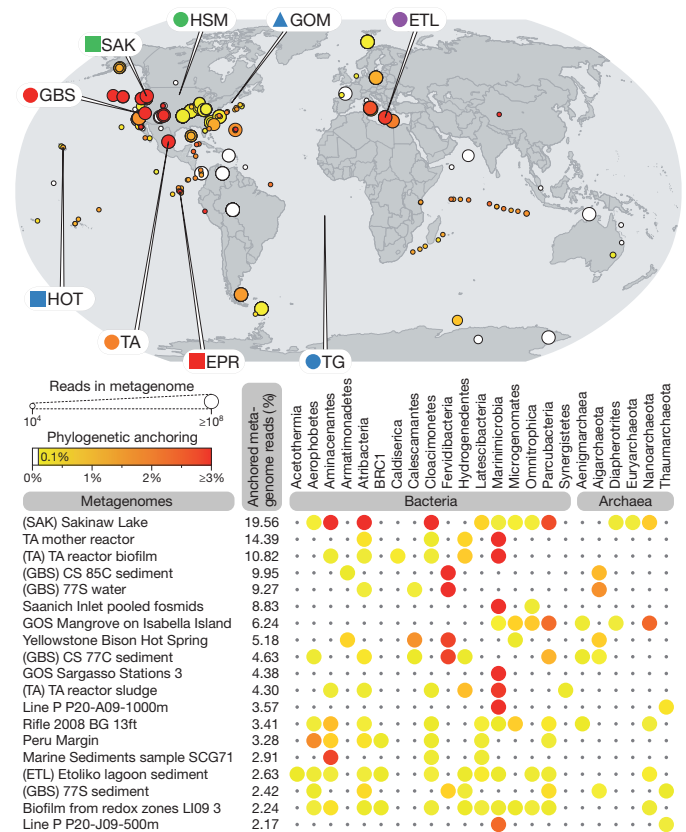 HSM
GOM
ETL
SAK
GBS
HOT
TA
EPR
TG
Reads in metagenome
10⁴
≥10⁸
Phylogenetic anchoring
0.1%
0% 1% 2% ≥3%
Metagenomes
Anchored meta-
genome reads (%)
Acetothermia
Aerophobetes
Aminacenantes
Armatimonadetes
Atribacteria
BRC1
Caldiserica
Calescamantes
Cloacimonetes
Fervidibacteria
Hydrogenedentes
Latescibacteria
Marinimicrobia
Microgenomates
Omnitrophica
Parcubacteria
Synergistetes
Aenigmarchaea
Aigarchaeota
Diapherotrites
Euryarchaeota
Nanoarchaeota
Thaumarchaeota
Bacteria
Archaea
(SAK) Sakinaw Lake 19.56
TA mother reactor 14.39
(TA) TA reactor biofilm 10.82
(GBS) CS 85C sediment 9.95
(GBS) 77S water 9.27
Saanich Inlet pooled fosmids 8.83
GOS Mangrove on Isabella Island 6.24
Yellowstone Bison Hot Spring 5.18
(GBS) CS 77C sediment 4.63
GOS Sargasso Stations 3 4.38
(TA) TA reactor sludge 4.30
Line P P20-A09-1000m 3.57
Rifle 2008 BG 13ft 3.41
Peru Margin 3.28
Marine Sediments sample SCG71 2.91
(ETL) Etoliko lagoon sediment 2.63
(GBS) 77S sediment 2.42
Biofilm from redox zones LI09 3 2.24
Line P P20-J09-500m 2.17